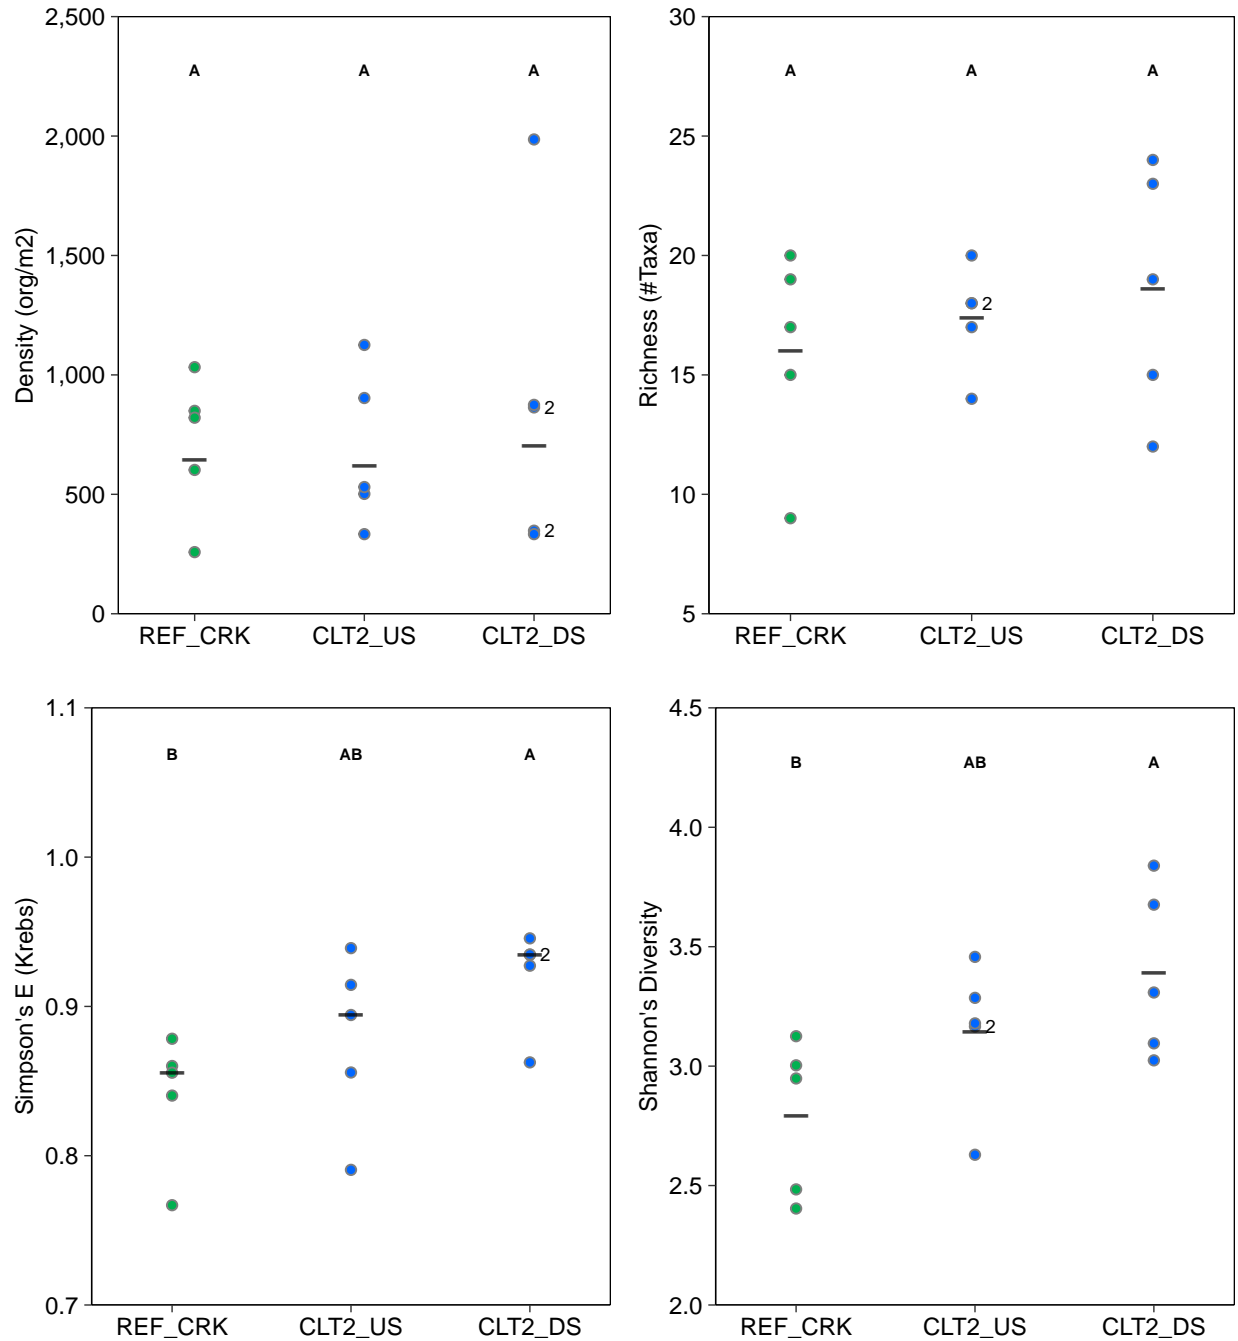 2,500
2,000
1,500
1,000
500
0
Density (org/m2)
A A A
2
2
REF_CRK CLT2_US CLT2_DS
30
25
20
15
10
5
Richness (#Taxa)
A A A
2
REF_CRK CLT2_US CLT2_DS
1.1
1.0
0.9
0.8
0.7
Simpson's E (Krebs)
B AB A
2
REF_CRK CLT2_US CLT2_DS
4.5
4.0
3.5
3.0
2.5
2.0
Shannon's Diversity
B AB A
2
REF_CRK CLT2_US CLT2_DS